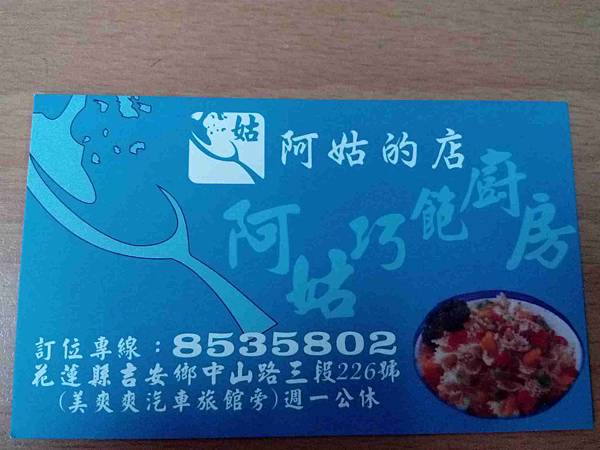 姑
阿姑的店
阿姑巧飽廚房
訂位專線：8535802
花蓮縣吉安鄉中山路三段226號
(美爽爽汽車旅館旁)週一公休